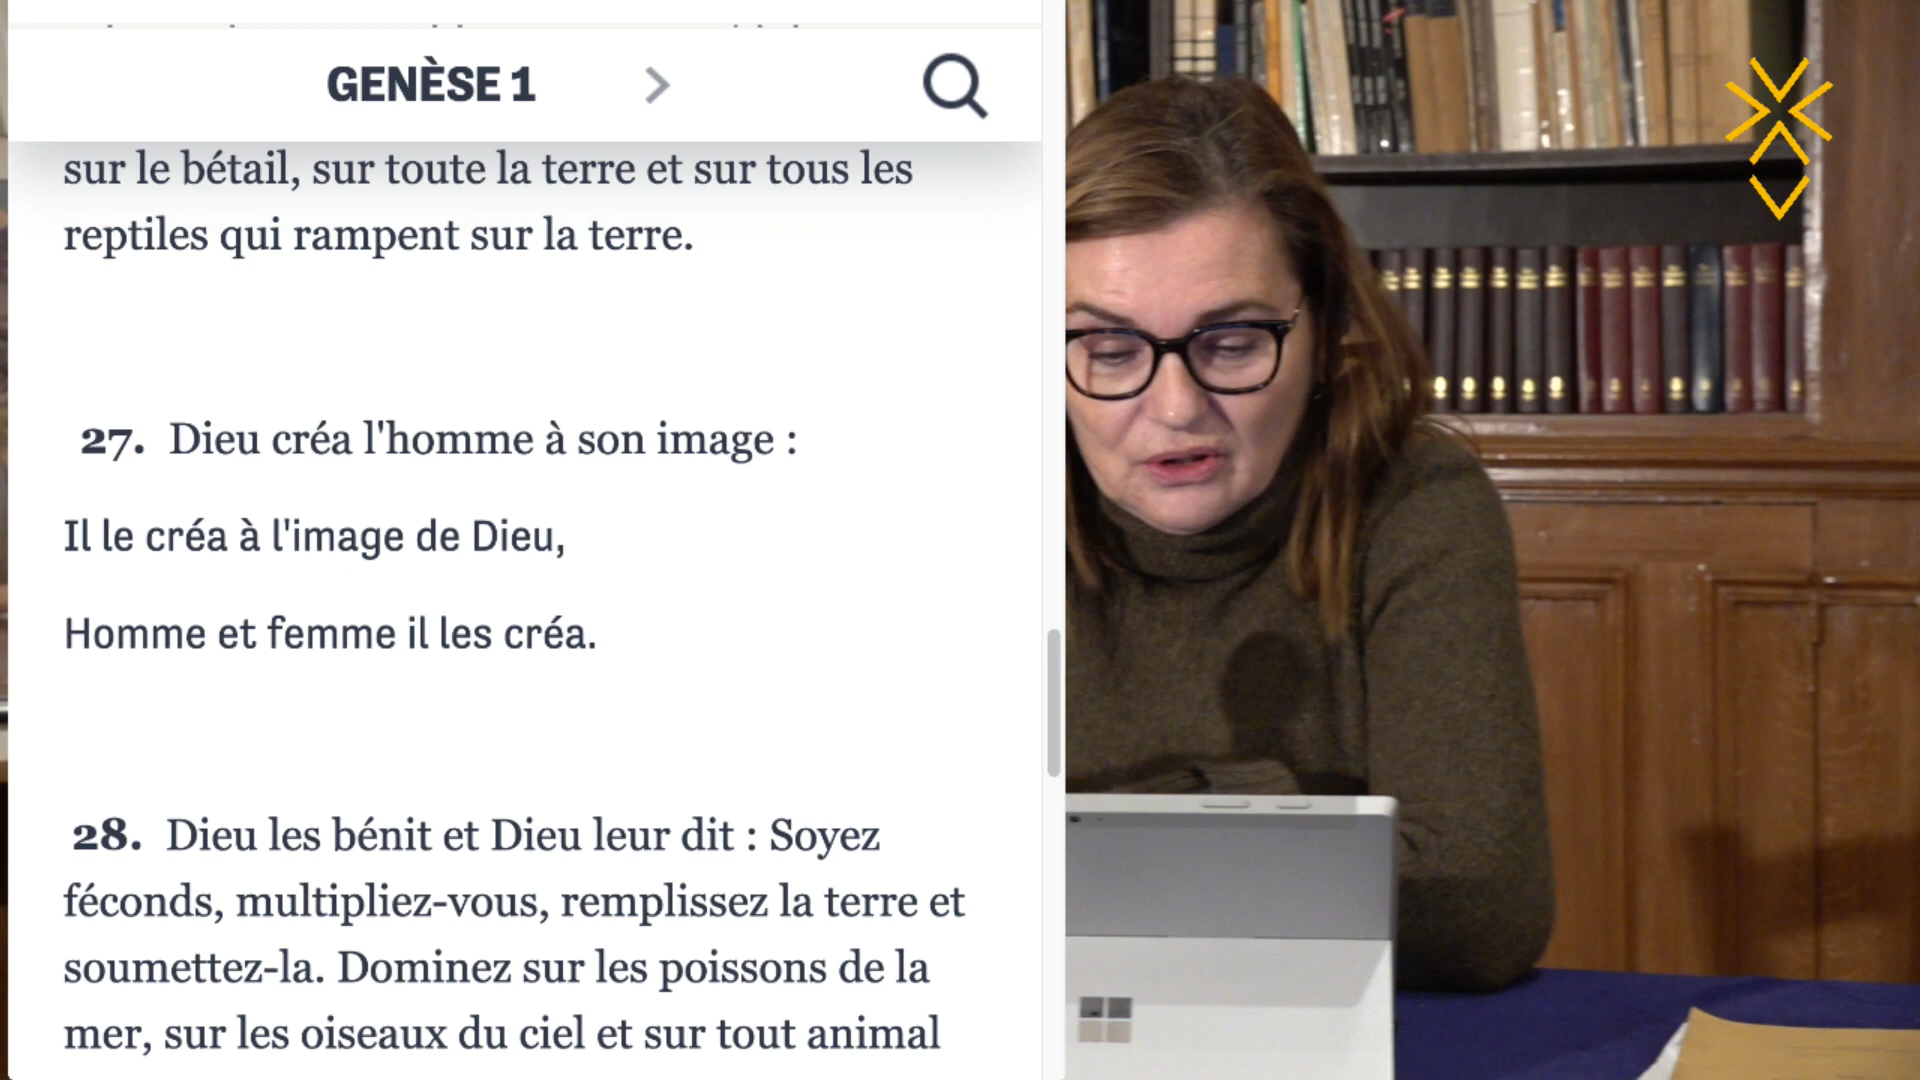 GENÈSE 1
sur le bétail, sur toute la terre et sur tous les
reptiles qui rampent sur la terre.
27. Dieu créa l'homme à son image :
Il le créa à l'image de Dieu,
Homme et femme il les créa.
28. Dieu les bénit et Dieu leur dit : Soyez
féconds, multipliez-vous, remplissez la terre et
soumettez-la. Dominez sur les poissons de la
mer, sur les oiseaux du ciel et sur tout animal